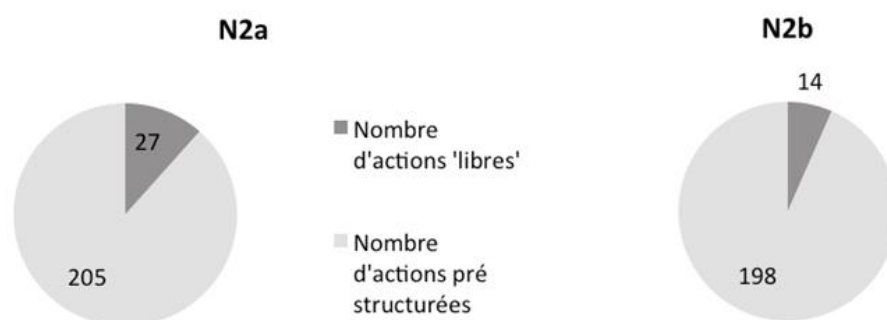 N2a
27
205
Nombre
d'actions 'libres'
Nombre
d'actions pré
structurées
N2b
14
198